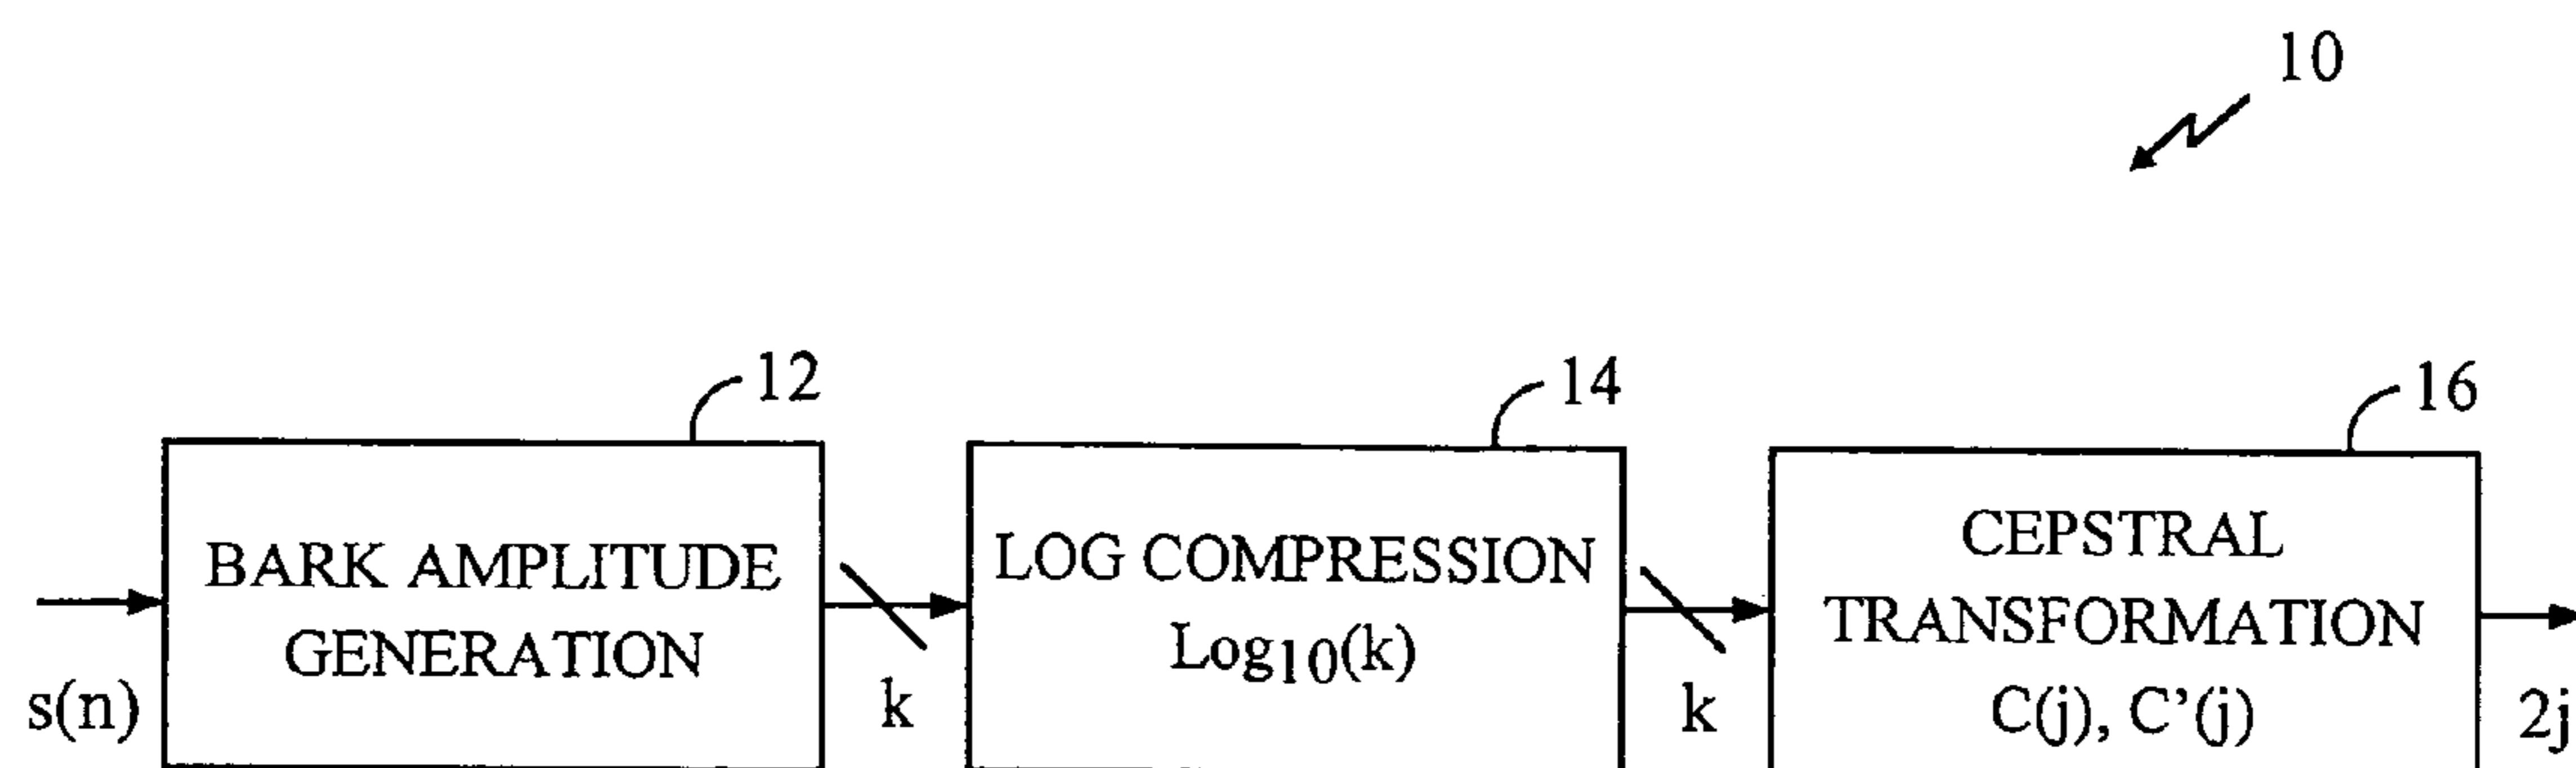 10
12
14
16
BARK AMPLITUDE
GENERATION
LOG COMPRESSION
Log10(k)
CEPSTRAL
TRANSFORMATION
C(j), C'(j)
s(n)
k
k
2j